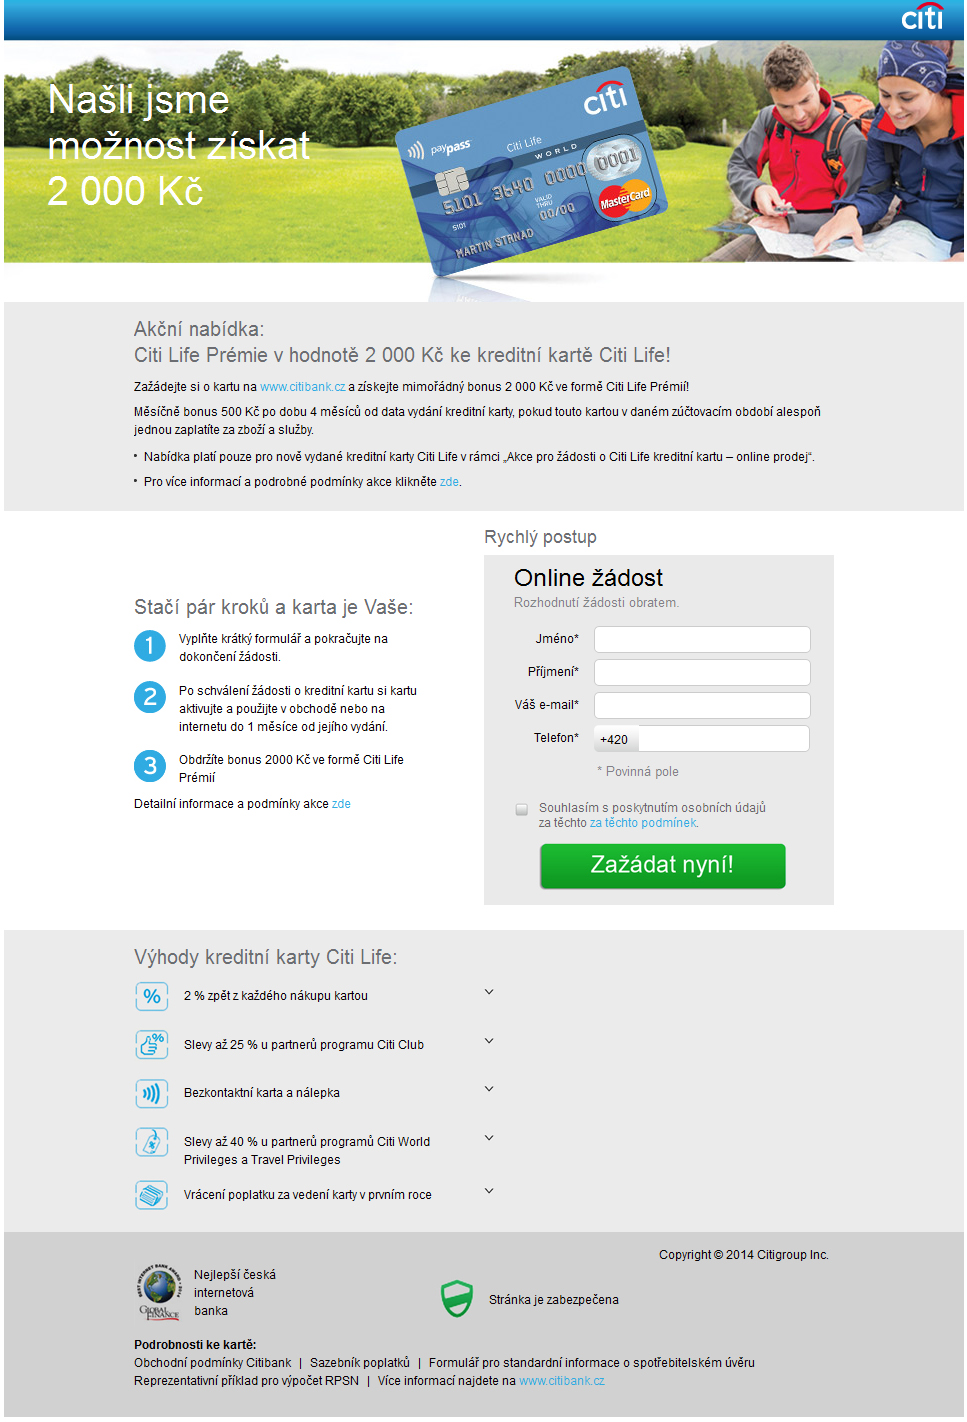 citi
Našli jsme
možnost získat
2 000 Kč
citi
paypass
Citi Life
WORLD
5101 3640 0000 0001
5101
VALID
THRU
00/00
MARTIN STRNAD
MasterCard
Akční nabídka:
Citi Life Prémie v hodnotě 2 000 Kč ke kreditní kartě Citi Life!
Zažádejte si o kartu na www.citibank.cz a získejte mimořádný bonus 2 000 Kč ve formě Citi Life Prémií!
Měsíčně bonus 500 Kč po dobu 4 měsíců od data vydání kreditní karty, pokud touto kartou v daném zúčtovacím období alespoň
jednou zaplatíte za zboží a služby.
• Nabídka platí pouze pro nově vydané kreditní karty Citi Life v rámci „Akce pro žádosti o Citi Life kreditní kartu – online prodej“.
• Pro více informací a podrobné podmínky akce klikněte zde.
Stačí pár kroků a karta je Vaše:
1 Vyplňte krátký formulář a pokračujte na
dokončení žádosti.
2 Po schválení žádosti o kreditní kartu si kartu
aktivujte a použijte v obchodě nebo na
internetu do 1 měsíce od jejího vydání.
3 Obdržíte bonus 2000 Kč ve formě Citi Life
Prémií
Detailní informace a podmínky akce zde
Rychlý postup
Online žádost
Rozhodnutí žádosti obratem.
Jméno*
Příjmení*
Váš e-mail*
Telefon* +420
* Povinná pole
Souhlasím s poskytnutím osobních údajů
za těchto za těchto podmínek.
Zažádat nyní!
Výhody kreditní karty Citi Life:
% 2 % zpět z každého nákupu kartou
% Slevy až 25 % u partnerů programu Citi Club
Bezkontaktní karta a nálepka
Slevy až 40 % u partnerů programů Citi World
Privileges a Travel Privileges
Vrácení poplatku za vedení karty v prvním roce
Copyright © 2014 Citigroup Inc.
GLOBAL
FINANCE
Nejlepší česká
internetová
banka
Stránka je zabezpečena
Podrobnosti ke kartě:
Obchodní podmínky Citibank | Sazebník poplatků | Formulář pro standardní informace o spotřebitelském úvěru
Reprezentativní příklad pro výpočet RPSN | Více informací najdete na www.citibank.cz